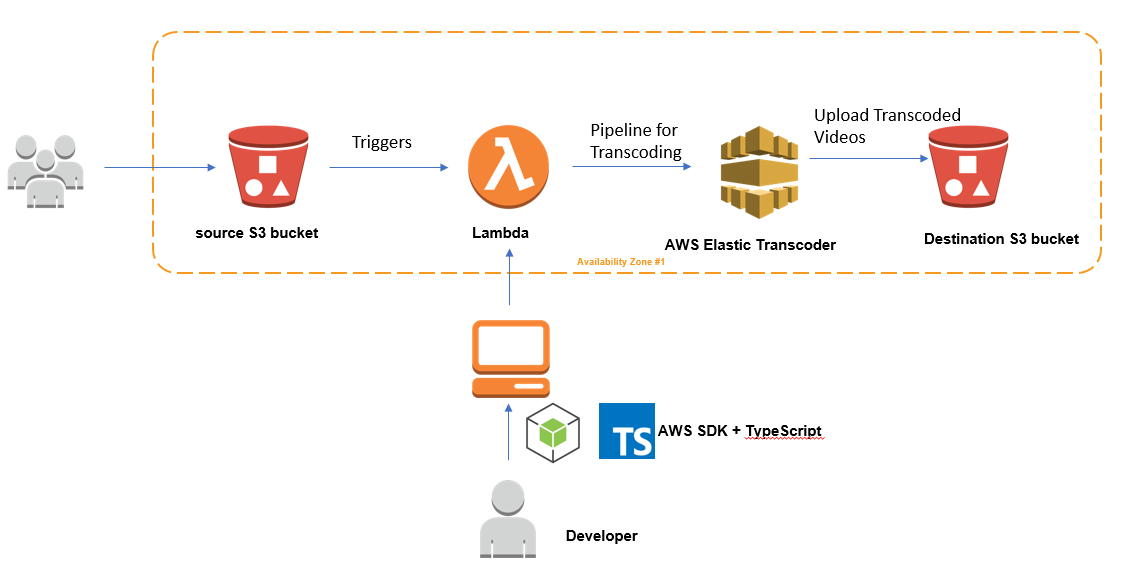 Upload Transcoded
Videos
Pipeline for
Transcoding
Triggers
source S3 bucket
Lambda
AWS Elastic Transcoder
Destination S3 bucket
Availability Zone #1
TS
AWS SDK + TypeScript
Developer